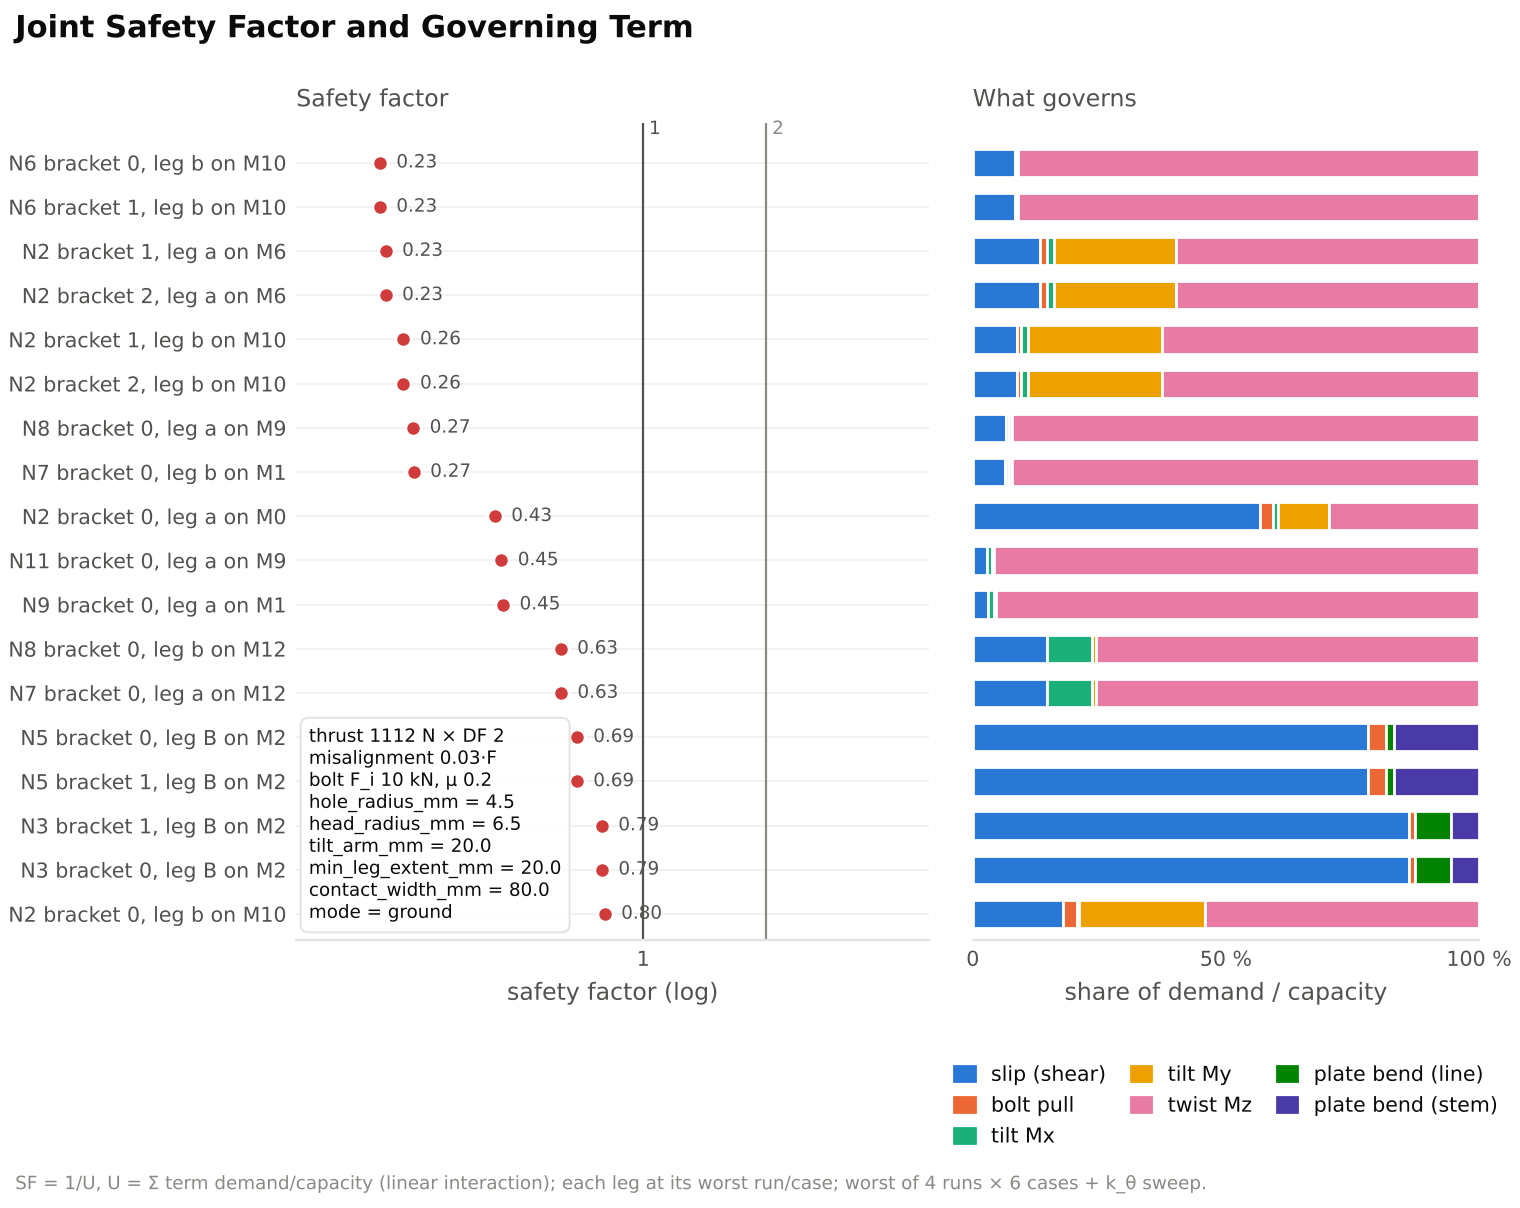 Joint Safety Factor and Governing Term
Safety factor
What governs
1
2
N6 bracket 0, leg b on M10
0.23
N6 bracket 1, leg b on M10
0.23
N2 bracket 1, leg a on M6
0.23
N2 bracket 2, leg a on M6
0.23
N2 bracket 1, leg b on M10
0.26
N2 bracket 2, leg b on M10
0.26
N8 bracket 0, leg a on M9
0.27
N7 bracket 0, leg b on M1
0.27
N2 bracket 0, leg a on M0
0.43
N11 bracket 0, leg a on M9
0.45
N9 bracket 0, leg a on M1
0.45
N8 bracket 0, leg b on M12
0.63
N7 bracket 0, leg a on M12
0.63
N5 bracket 0, leg B on M2
0.69
N5 bracket 1, leg B on M2
0.69
N3 bracket 1, leg B on M2
0.79
N3 bracket 0, leg B on M2
0.79
N2 bracket 0, leg b on M10
0.80
thrust 1112 N × DF 2
misalignment 0.03·F
bolt F_i 10 kN, μ 0.2
hole_radius_mm = 4.5
head_radius_mm = 6.5
tilt_arm_mm = 20.0
min_leg_extent_mm = 20.0
contact_width_mm = 80.0
mode = ground
1
safety factor (log)
0
50 %
100 %
share of demand / capacity
slip (shear)
bolt pull
tilt Mx
tilt My
twist Mz
plate bend (line)
plate bend (stem)
SF = 1/U, U = Σ term demand/capacity (linear interaction); each leg at its worst run/case; worst of 4 runs × 6 cases + k_θ sweep.